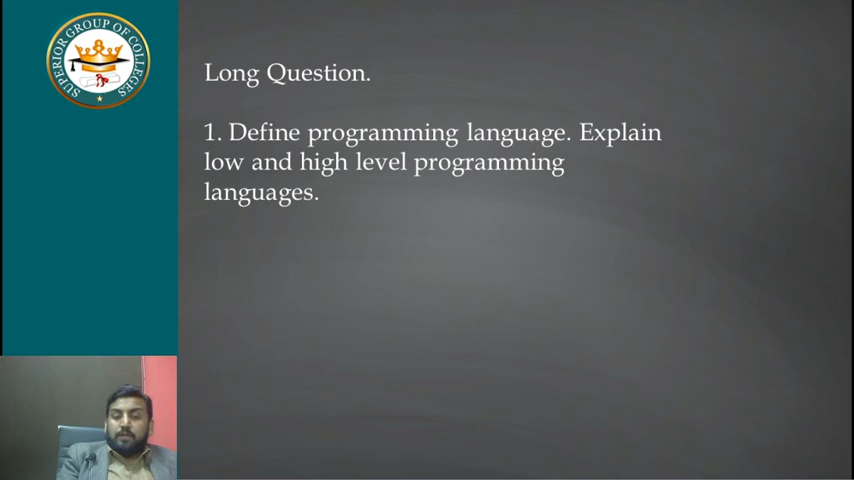 SUPERIOR GROUP OF COLLEGES
Long Question.
1. Define programming language. Explain
low and high level programming
languages.